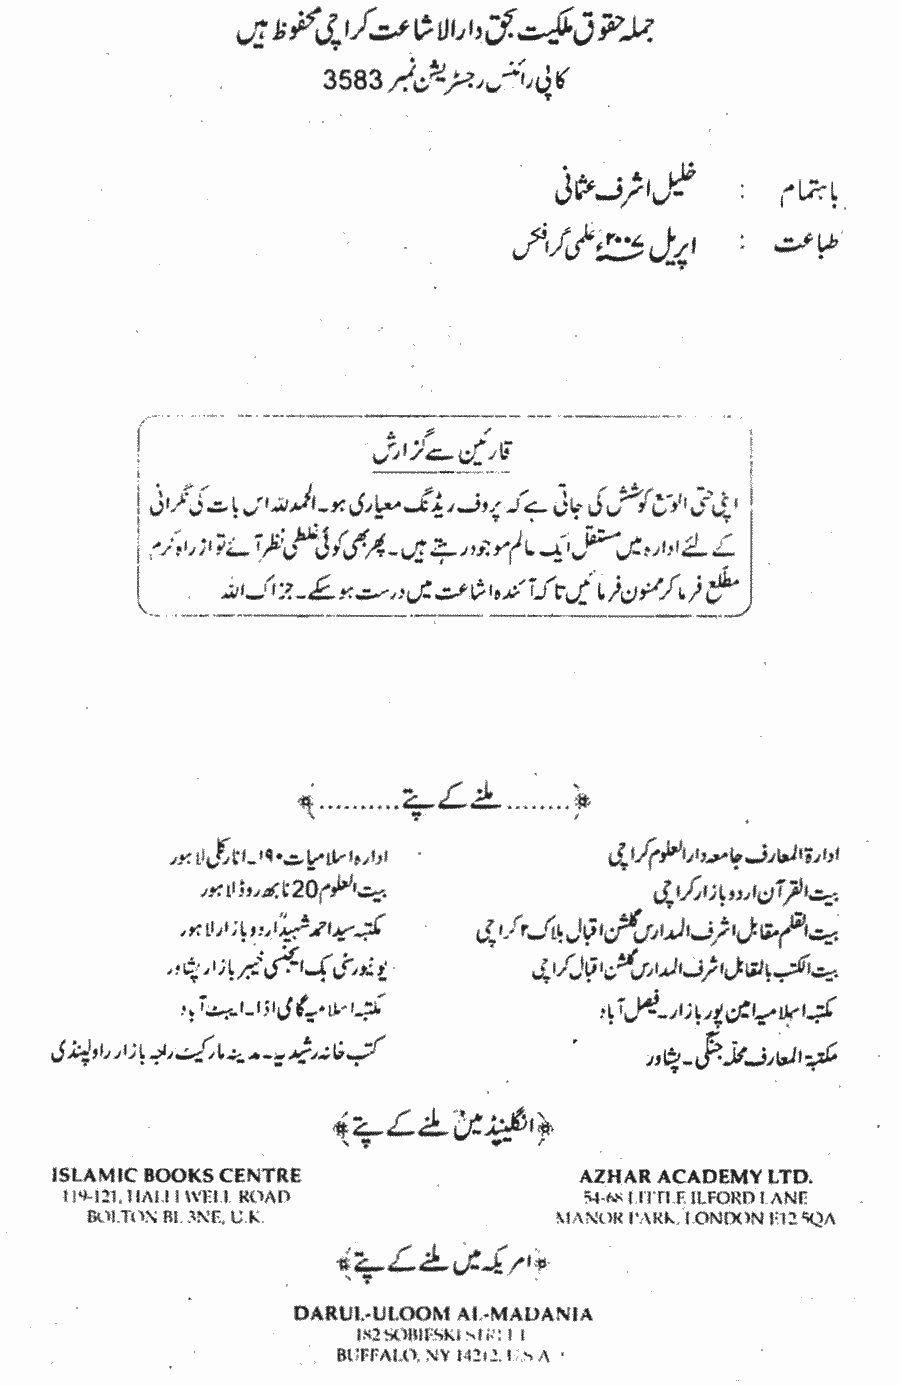 جملہ حقوق ملکیت بحق دارالاشاعت کراچی محفوظ ہیں
کاپی رائٹس رجسٹریشن نمبر 3583
باہتمام : خلیل اشرف عثمانی
طباعت : اپریل ۲۰۰۷ء علمی گرافکس
قارئین سے گزارش
اپنی حتی الوسع کوشش کی جاتی ہے کہ پروف ریڈنگ معیاری ہو۔ الحمدللہ اس بات کی نگرانی
کے لئے ادارہ میں مستقل ایک عالم موجود رہتے ہیں۔ پھر بھی کوئی غلطی نظر آئے تو از راہ کرم
مطلع فرما کر ممنون فرمائیں تاکہ آئندہ اشاعت میں درست ہو سکے۔ جزاک اللہ
﴿........ملنے کے پتے..........﴾
ادارۃ المعارف جامعہ دارالعلوم کراچی
بیت القرآن اردو بازار کراچی
بیت القلم مقابل اشرف المدارس گلشن اقبال بلاک ۲ کراچی
بیت الکتب بالمقابل اشرف المدارس گلشن اقبال کراچی
مکتبہ اسلامیہ امین پور بازار۔ فیصل آباد
مکتبۃ المعارف محلہ جنگی۔ پشاور
ادارہ اسلامیات ۱۹۰۔ انارکلی لاہور
بیت العلوم 20 نابھ روڈ لاہور
مکتبہ سید احمد شہیدؒ اردو بازار لاہور
یونیورسٹی بک ایجنسی خیبر بازار پشاور
مکتبہ اسلامیہ گامی اڈا۔ ایبٹ آباد
کتب خانہ رشیدیہ۔ مدینہ مارکیٹ راجہ بازار راولپنڈی
﴿انگلینڈ میں ملنے کے پتے﴾
ISLAMIC BOOKS CENTRE
119-121, HALLI WELL ROAD
BOLTON BL 3NE, U.K.
AZHAR ACADEMY LTD.
54-68 LITTLE ILFORD LANE
MANOR PARK, LONDON E12 5QA
﴿امریکہ میں ملنے کے پتے﴾
DARUL-ULOOM AL-MADANIA
182 SOBIESKI STREET
BUFFALO, NY 14212, U.S.A